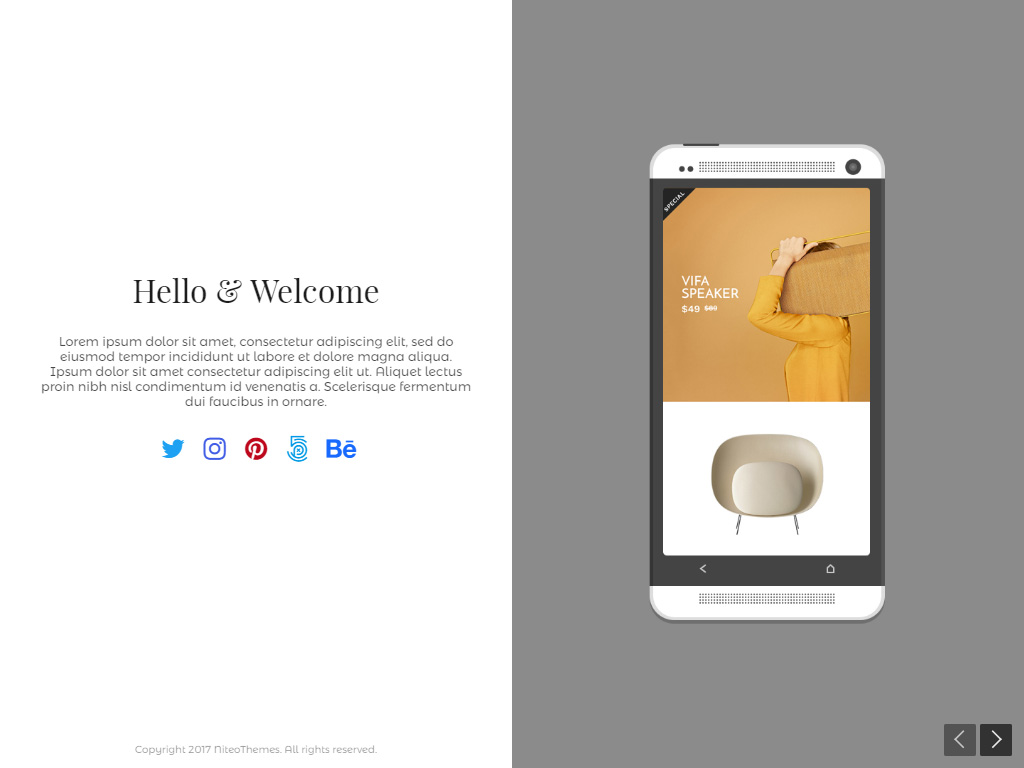 Hello & Welcome
Lorem ipsum dolor sit amet, consectetur adipiscing elit, sed do
eiusmod tempor incididunt ut labore et dolore magna aliqua.
Ipsum dolor sit amet consectetur adipiscing elit ut. Aliquet lectus
proin nibh nisl condimentum id venenatis a. Scelerisque fermentum
dui faucibus in ornare.
Bē
Copyright 2017 NiteoThemes. All rights reserved.
SPECIAL
VIFA
SPEAKER
$49 $80